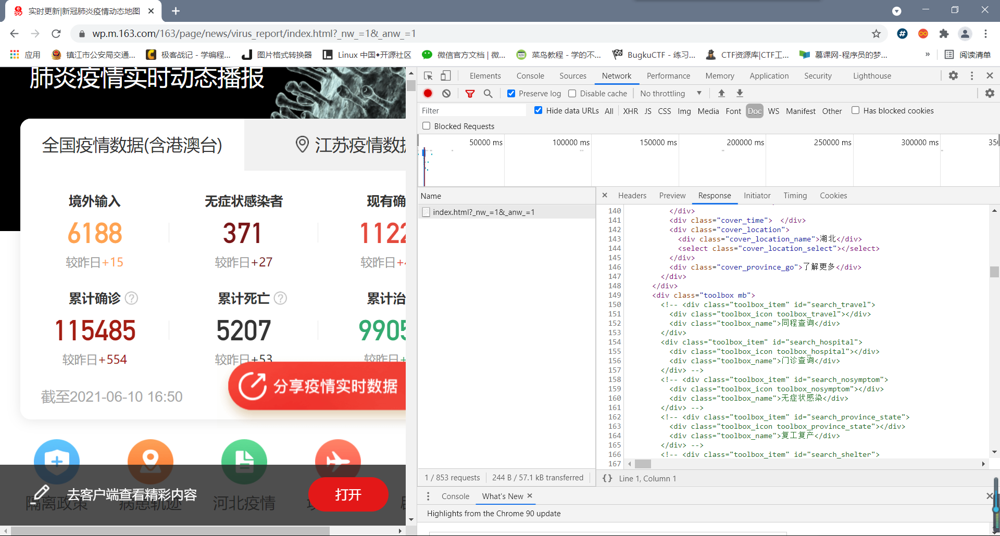 实时更新|新冠肺炎疫情动态地图
wp.m.163.com/163/page/news/virus_report/index.html?_nw_=1&_anw_=1
应用 镇江市公安局交通... 极客战记 - 学编程... 图片格式转换器 Linux 中国◆开源社区 微信官方文档 | 微... 菜鸟教程 - 学的不... BugkuCTF - 练习... CTF资源库|CTF工... 慕课网-程序员的梦... » 阅读清单
肺炎疫情实时动态播报
全国疫情数据(含港澳台) 江苏疫情数据
境外输入 无症状感染者 现有确
6188 371 1122
较昨日+15 较昨日+27 较昨日+
累计确诊 ? 累计死亡 ? 累计治
115485 5207 9905
较昨日+554 较昨日+53 较昨日+
截至2021-06-10 16:50
分享疫情实时数据
去客户端查看精彩内容 打开
隔离政策 病患轨迹 河北疫情
Elements Console Sources Network Performance Memory Application Security Lighthouse
Preserve log Disable cache No throttling
Filter Hide data URLs All XHR JS CSS Img Media Font Doc WS Manifest Other Has blocked cookies
Blocked Requests
50000 ms 100000 ms 150000 ms 200000 ms 250000 ms 300000 ms 35
Name
index.html?_nw_=1&_anw_=1
1 / 853 requests 244 B / 57.1 kB transferred
Headers Preview Response Initiator Timing Cookies
140 </div>
141 <div class="cover_time">  </div>
142 <div class="cover_location">
143 <div class="cover_location_name">湖北</div>
144 <select class="cover_location_select"></select>
145 </div>
146 <div class="cover_province_go">了解更多</div>
147 </div>
148 </div>
149 <div class="toolbox mb">
150 <!-- <div class="toolbox_item" id="search_travel">
151 <div class="toolbox_icon toolbox_travel"></div>
152 <div class="toolbox_name">同程查询</div>
153 </div>
154 <div class="toolbox_item" id="search_hospital">
155 <div class="toolbox_icon toolbox_hospital"></div>
156 <div class="toolbox_name">门诊查询</div>
157 </div> -->
158 <!-- <div class="toolbox_item" id="search_nosymptom">
159 <div class="toolbox_icon toolbox_nosymptom"></div>
160 <div class="toolbox_name">无症状感染</div>
161 </div> -->
162 <!-- <div class="toolbox_item" id="search_province_state">
163 <div class="toolbox_icon toolbox_province_state"></div>
164 <div class="toolbox_name">复工复产</div>
165 </div> -->
166 <!-- <div class="toolbox_item" id="search_shelter">
167
{} Line 1, Column 1
Console What's New
Highlights from the Chrome 90 update